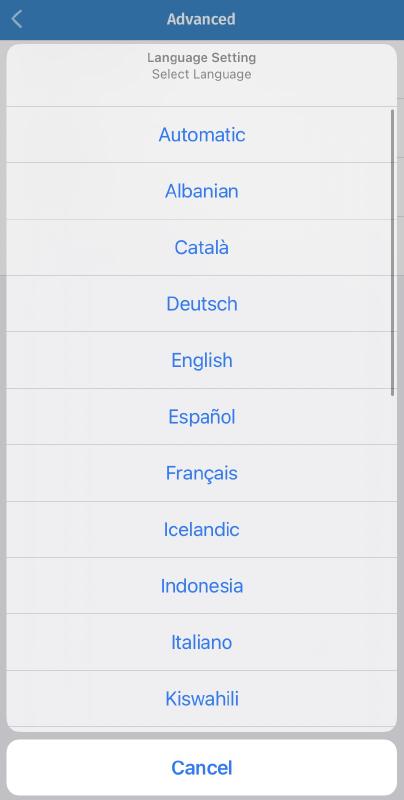 Advanced
Language Setting
Select Language
Automatic
Albanian
Català
Deutsch
English
Español
Français
Icelandic
Indonesia
Italiano
Kiswahili
Cancel